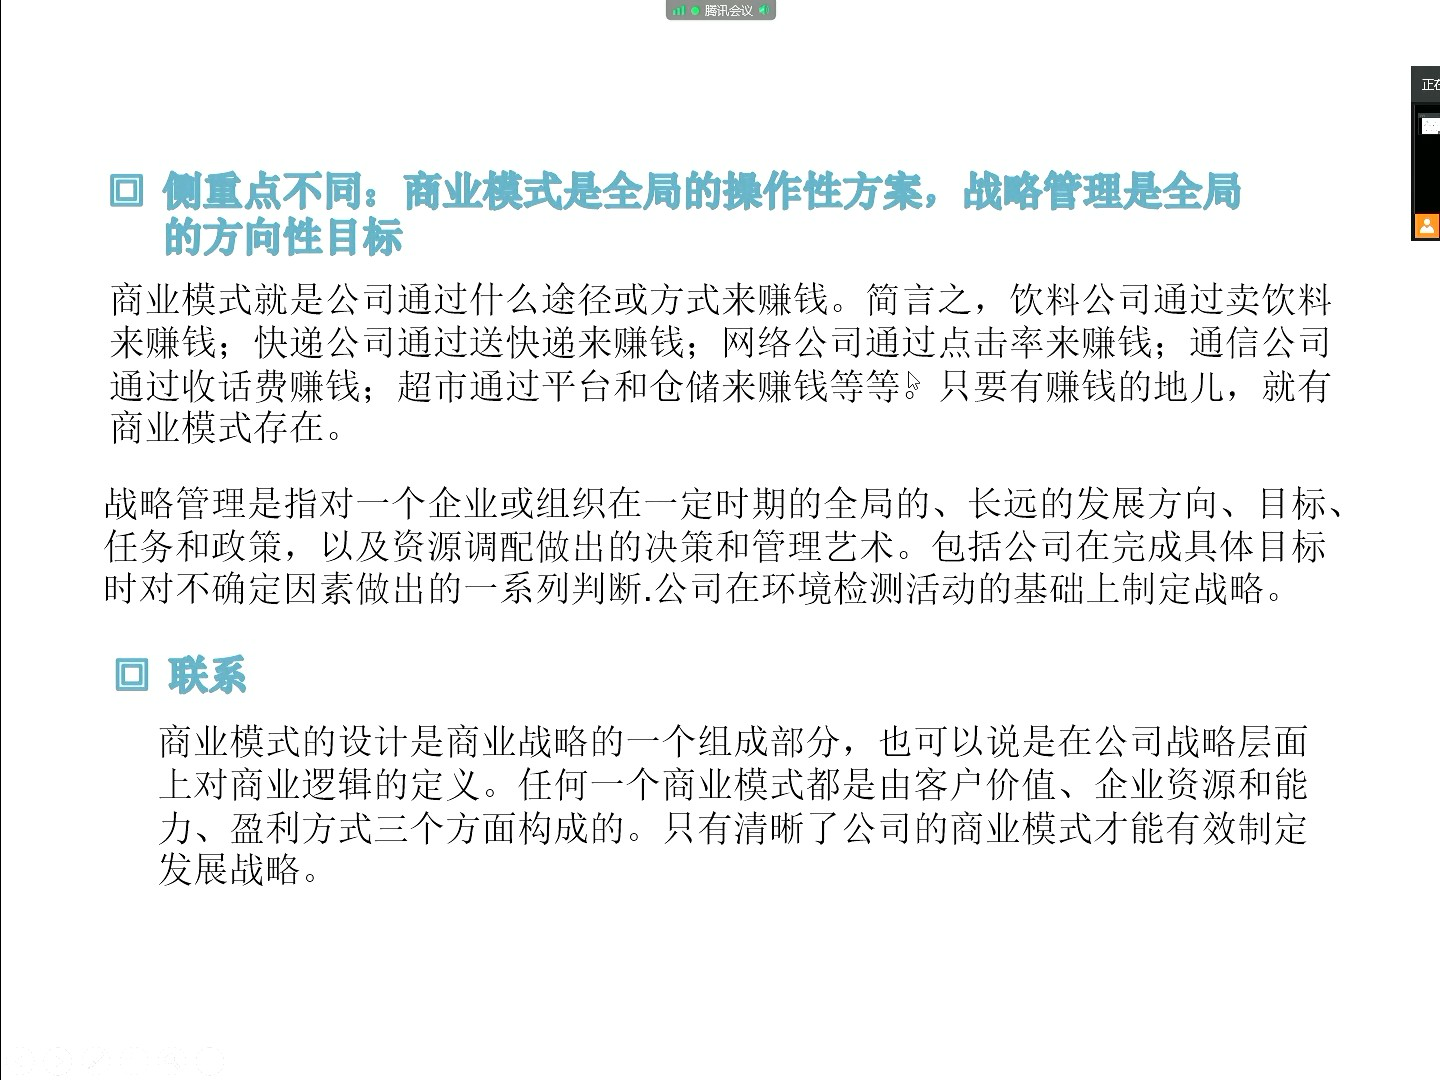 腾讯会议
正在
侧重点不同：商业模式是全局的操作性方案，战略管理是全局
的方向性目标
商业模式就是公司通过什么途径或方式来赚钱。简言之，饮料公司通过卖饮料
来赚钱；快递公司通过送快递来赚钱；网络公司通过点击率来赚钱；通信公司
通过收话费赚钱；超市通过平台和仓储来赚钱等等。只要有赚钱的地儿，就有
商业模式存在。
战略管理是指对一个企业或组织在一定时期的全局的、长远的发展方向、目标、
任务和政策，以及资源调配做出的决策和管理艺术。包括公司在完成具体目标
时对不确定因素做出的一系列判断.公司在环境检测活动的基础上制定战略。
联系
商业模式的设计是商业战略的一个组成部分，也可以说是在公司战略层面
上对商业逻辑的定义。任何一个商业模式都是由客户价值、企业资源和能
力、盈利方式三个方面构成的。只有清晰了公司的商业模式才能有效制定
发展战略。